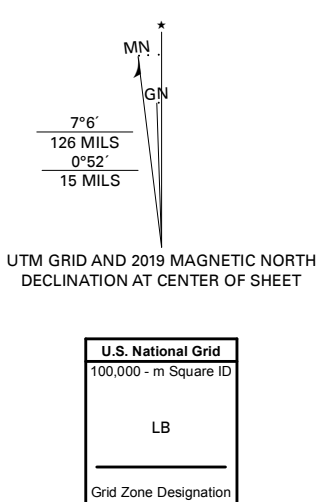 ★
MN
GN
7°6´
126 MILS
0°52´
15 MILS
UTM GRID AND 2019 MAGNETIC NORTH
DECLINATION AT CENTER OF SHEET
U.S. National Grid
100,000 - m Square ID
LB
Grid Zone Designation